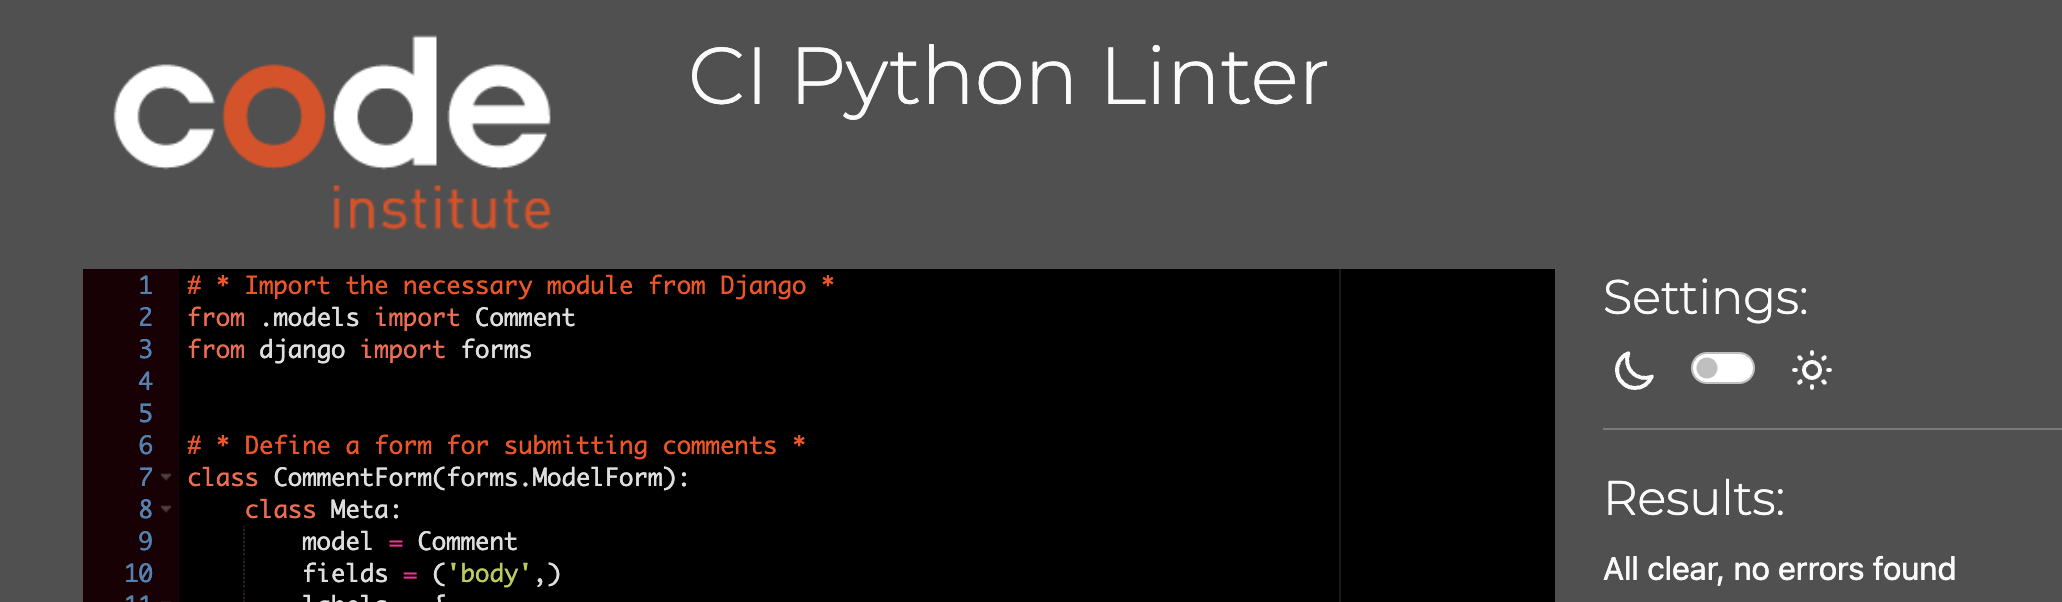 code
institute
CI Python Linter
1 # * Import the necessary module from Django *
2 from .models import Comment
3 from django import forms
4
5
6 # * Define a form for submitting comments *
7 class CommentForm(forms.ModelForm):
8     class Meta:
9         model = Comment
10         fields = ('body',)
Settings:
Results:
All clear, no errors found